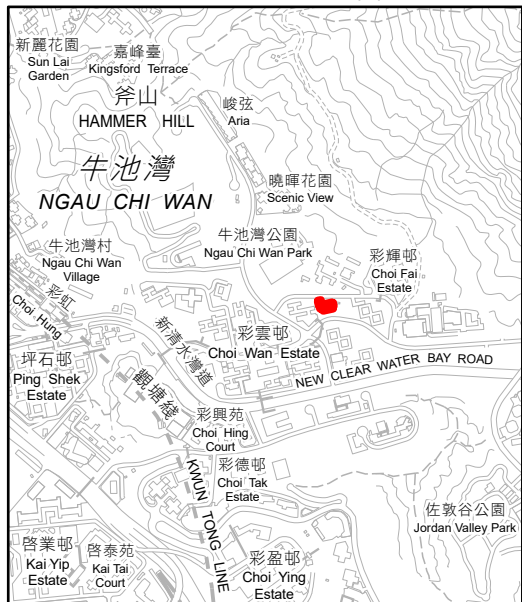 新麗花園
Sun Lai
Garden
嘉峰臺
Kingsford Terrace
斧山
HAMMER HILL
峻弦
Aria
牛池灣
NGAU CHI WAN
曉暉花園
Scenic View
牛池灣村
Ngau Chi Wan
Village
牛池灣公園
Ngau Chi Wan Park
彩輝邨
Choi Fai
Estate
彩虹
Choi Hung
新清水灣道
彩雲邨
Choi Wan Estate
NEW CLEAR WATER BAY ROAD
坪石邨
Ping Shek
Estate
觀塘綫
KWUN TONG LINE
彩興苑
Choi Hing
Court
彩德邨
Choi Tak
Estate
佐敦谷公園
Jordan Valley Park
啓業邨
Kai Yip
Estate
啓泰苑
Kai Tai
Court
彩盈邨
Choi Ying
Estate